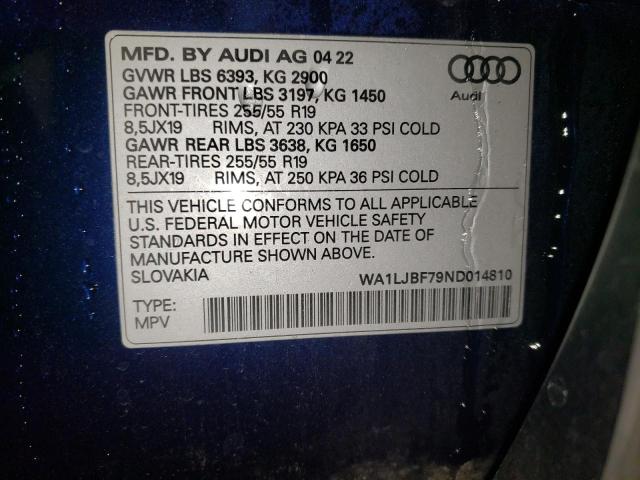 MFD. BY AUDI AG 04 22
GVWR LBS 6393, KG 2900
GAWR FRONT LBS 3197, KG 1450
FRONT-TIRES 255/55 R19
8,5JX19 RIMS, AT 230 KPA 33 PSI COLD
GAWR REAR LBS 3638, KG 1650
REAR-TIRES 255/55 R19
8,5JX19 RIMS, AT 250 KPA 36 PSI COLD
Audi
THIS VEHICLE CONFORMS TO ALL APPLICABLE
U.S. FEDERAL MOTOR VEHICLE SAFETY
STANDARDS IN EFFECT ON THE DATE OF
MANUFACTURE SHOWN ABOVE.
SLOVAKIA WA1LJBF79ND014810
TYPE:
MPV